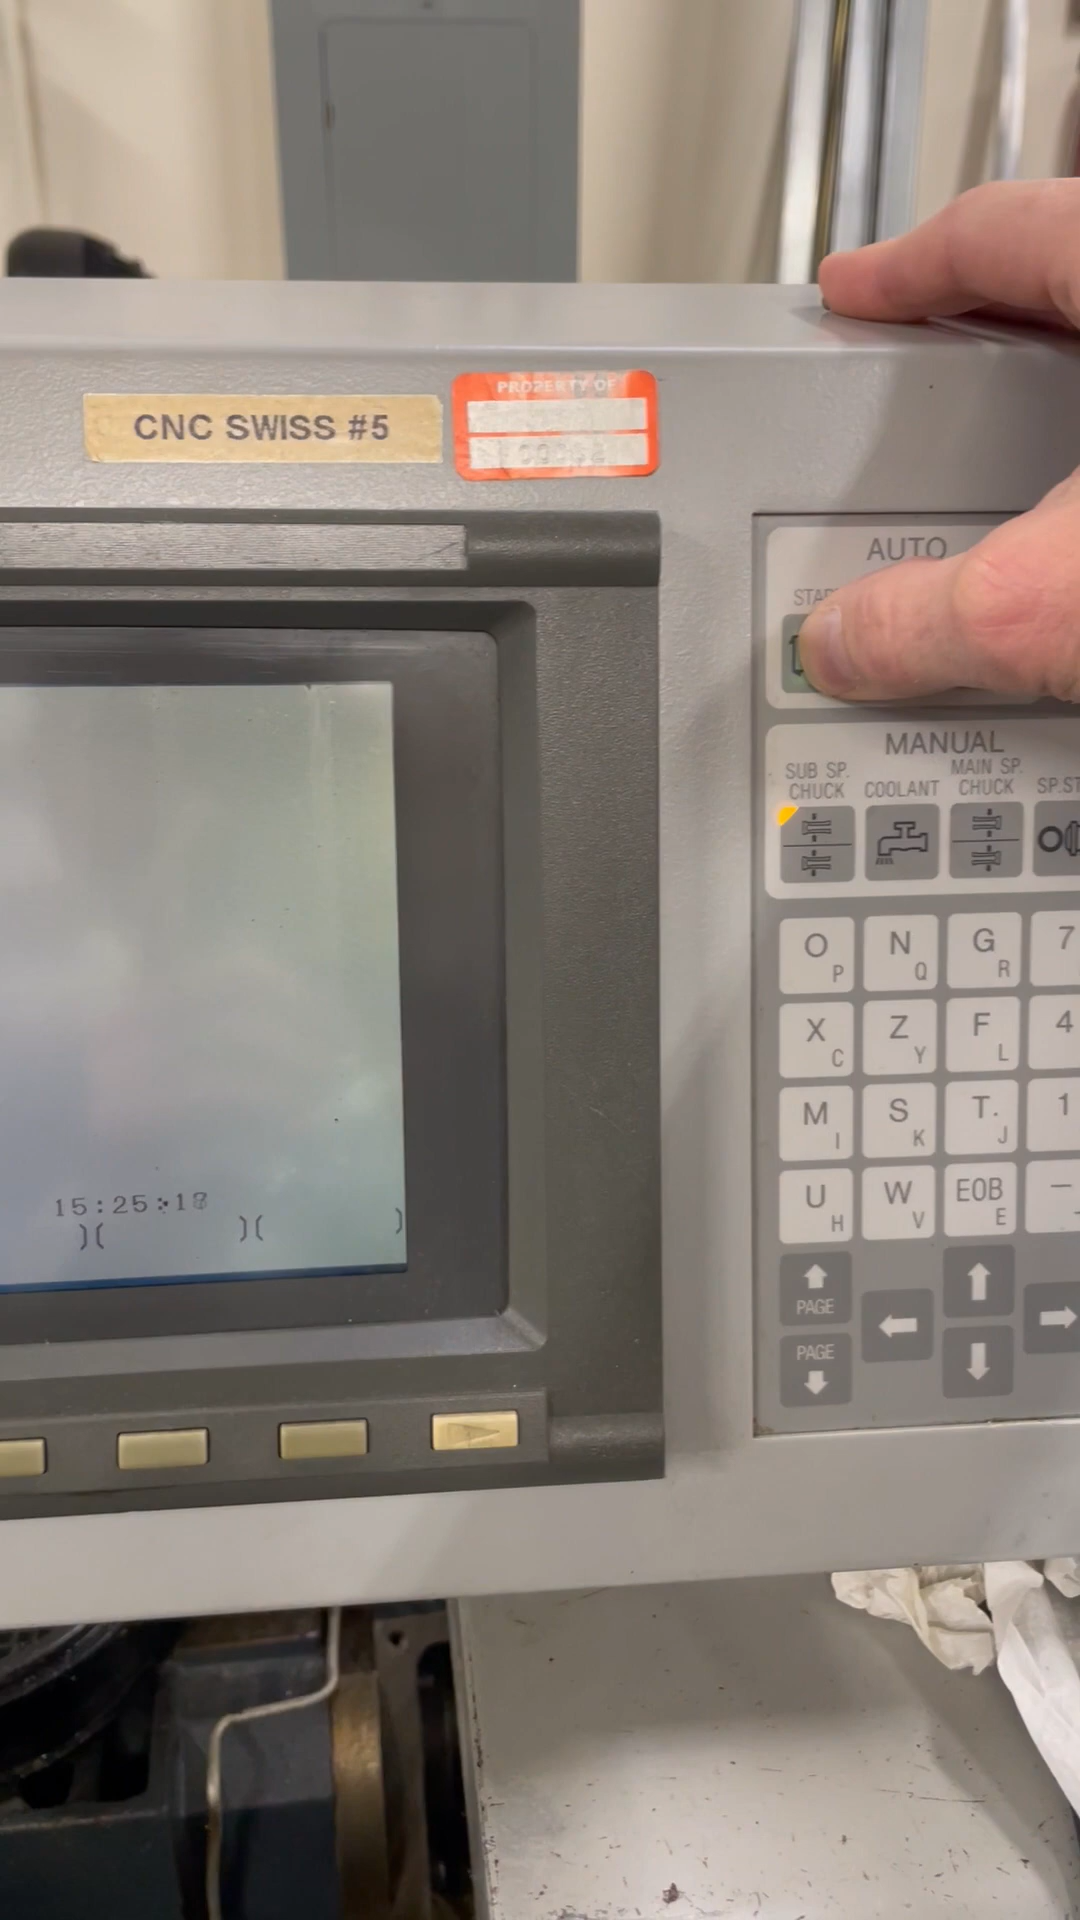 CNC SWISS #5
PROPERTY OF
AUTO
MANUAL
SUB SP.
CHUCK
COOLANT
MAIN SP.
CHUCK
O
P
N
Q
G
R
7
X
C
Z
Y
F
L
4
M
I
S
K
T.
J
1
U
H
W
V
EOB
E
-
PAGE
PAGE
15:25:18
)(
)(
)